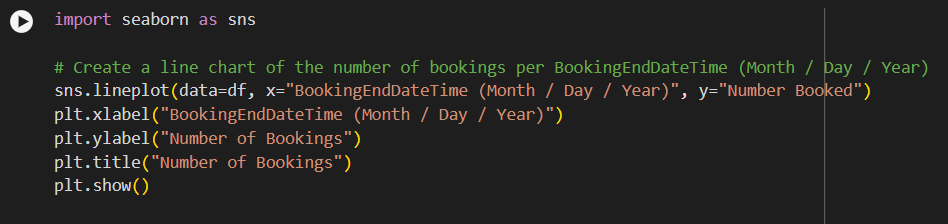 import seaborn as sns
# Create a line chart of the number of bookings per BookingEndDateTime (Month / Day / Year)
sns.lineplot(data=df, x="BookingEndDateTime (Month / Day / Year)", y="Number Booked")
plt.xlabel("BookingEndDateTime (Month / Day / Year)")
plt.ylabel("Number of Bookings")
plt.title("Number of Bookings")
plt.show()